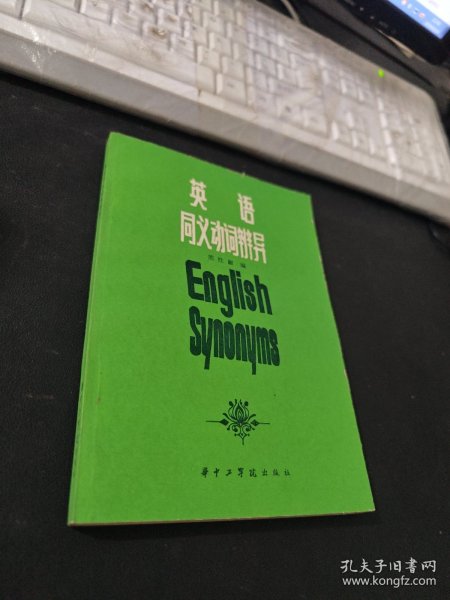 英语
同义动词辨异
编
English
Synonyms
华中工学院出版社
孔夫子旧书网
www.kongfz.com